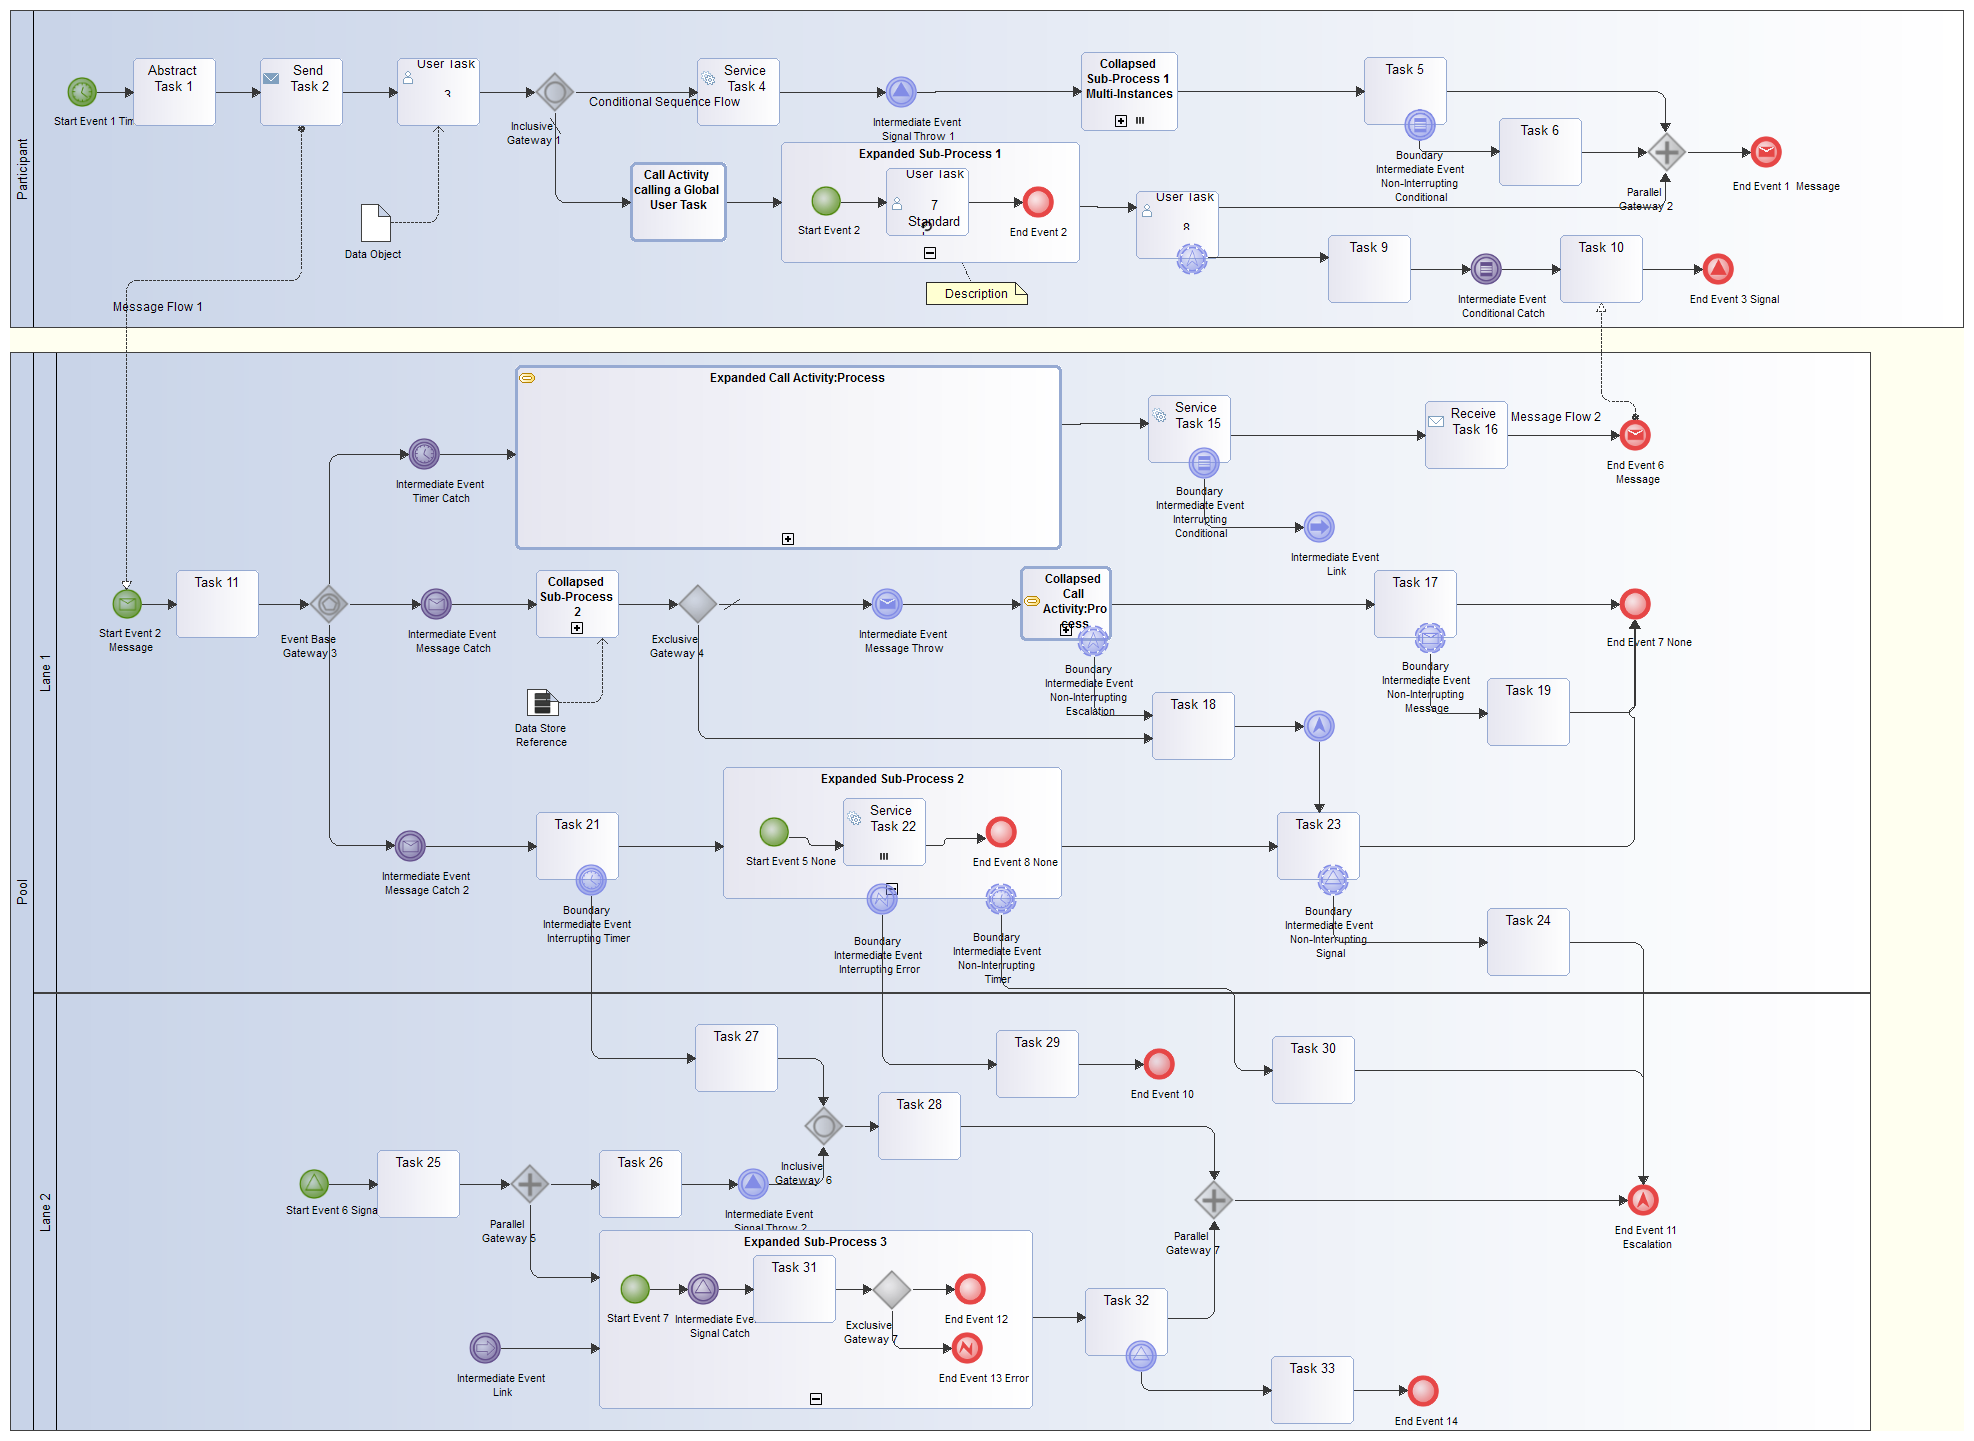 Participant
Start Event 1 Tim
Abstract
Task 1
Send
Task 2
User Task
3
Inclusive
Gateway 1
Conditional Sequence Flow
Service
Task 4
Intermediate Event
Signal Throw 1
Collapsed
Sub-Process 1
Multi-Instances
Task 5
Boundary
Intermediate Event
Non-Interrupting
Conditional
Task 6
Parallel
Gateway 2
End Event 1 Message
Data Object
Call Activity
calling a Global
User Task
Expanded Sub-Process 1
Start Event 2
User Task
7
Standard
End Event 2
Description
User Task
8
Task 9
Intermediate Event
Conditional Catch
Task 10
End Event 3 Signal
Message Flow 1
Pool
Lane 1
Expanded Call Activity:Process
Intermediate Event
Timer Catch
Service
Task 15
Boundary
Intermediate Event
Interrupting
Conditional
Intermediate Event
Link
Receive
Task 16
Message Flow 2
End Event 6
Message
Start Event 2
Message
Task 11
Event Base
Gateway 3
Intermediate Event
Message Catch
Collapsed
Sub-Process
2
Data Store
Reference
Exclusive
Gateway 4
Intermediate Event
Message Throw
Collapsed
Call
Activity:Pro
cess
Boundary
Intermediate Event
Non-Interrupting
Escalation
Task 17
Boundary
Intermediate Event
Non-Interrupting
Message
End Event 7 None
Task 18
Task 19
Intermediate Event
Message Catch 2
Task 21
Boundary
Intermediate Event
Interrupting Timer
Expanded Sub-Process 2
Start Event 5 None
Service
Task 22
End Event 8 None
Boundary
Intermediate Event
Interrupting Error
Boundary
Intermediate Event
Non-Interrupting
Timer
Task 23
Boundary
Intermediate Event
Non-Interrupting
Signal
Task 24
Lane 2
Task 27
Task 29
End Event 10
Task 30
Task 28
Start Event 6 Signa
Task 25
Parallel
Gateway 5
Task 26
Intermediate Event
Signal Throw 2
Inclusive
Gateway 6
Parallel
Gateway 7
End Event 11
Escalation
Expanded Sub-Process 3
Start Event 7
Intermediate Eve
Signal Catch
Task 31
Exclusive
Gateway 7
End Event 12
End Event 13 Error
Intermediate Event
Link
Task 32
Task 33
End Event 14